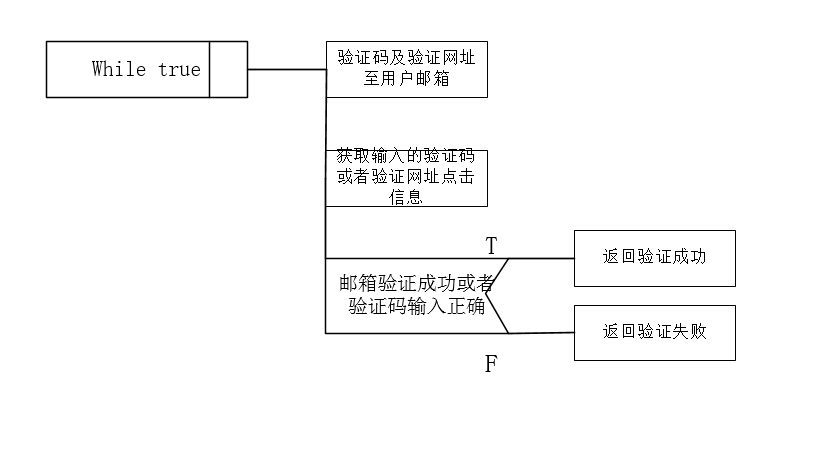 While true
验证码及验证网址
至用户邮箱
获取输入的验证码
或者验证网址点击
信息
T
返回验证成功
邮箱验证成功或者
验证码输入正确
返回验证失败
F